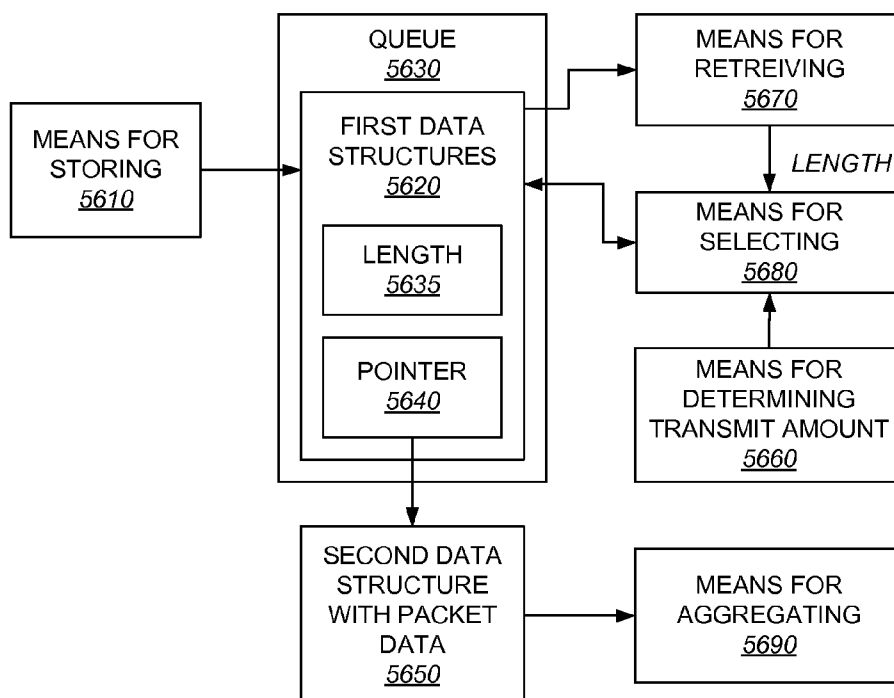 QUEUE
5630
MEANS FOR
RETREIVING
5670
MEANS FOR
STORING
5610
FIRST DATA
STRUCTURES
5620
LENGTH
MEANS FOR
SELECTING
5680
LENGTH
5635
POINTER
5640
MEANS FOR
DETERMINING
TRANSMIT AMOUNT
5660
SECOND DATA
STRUCTURE
WITH PACKET
DATA
5650
MEANS FOR
AGGREGATING
5690